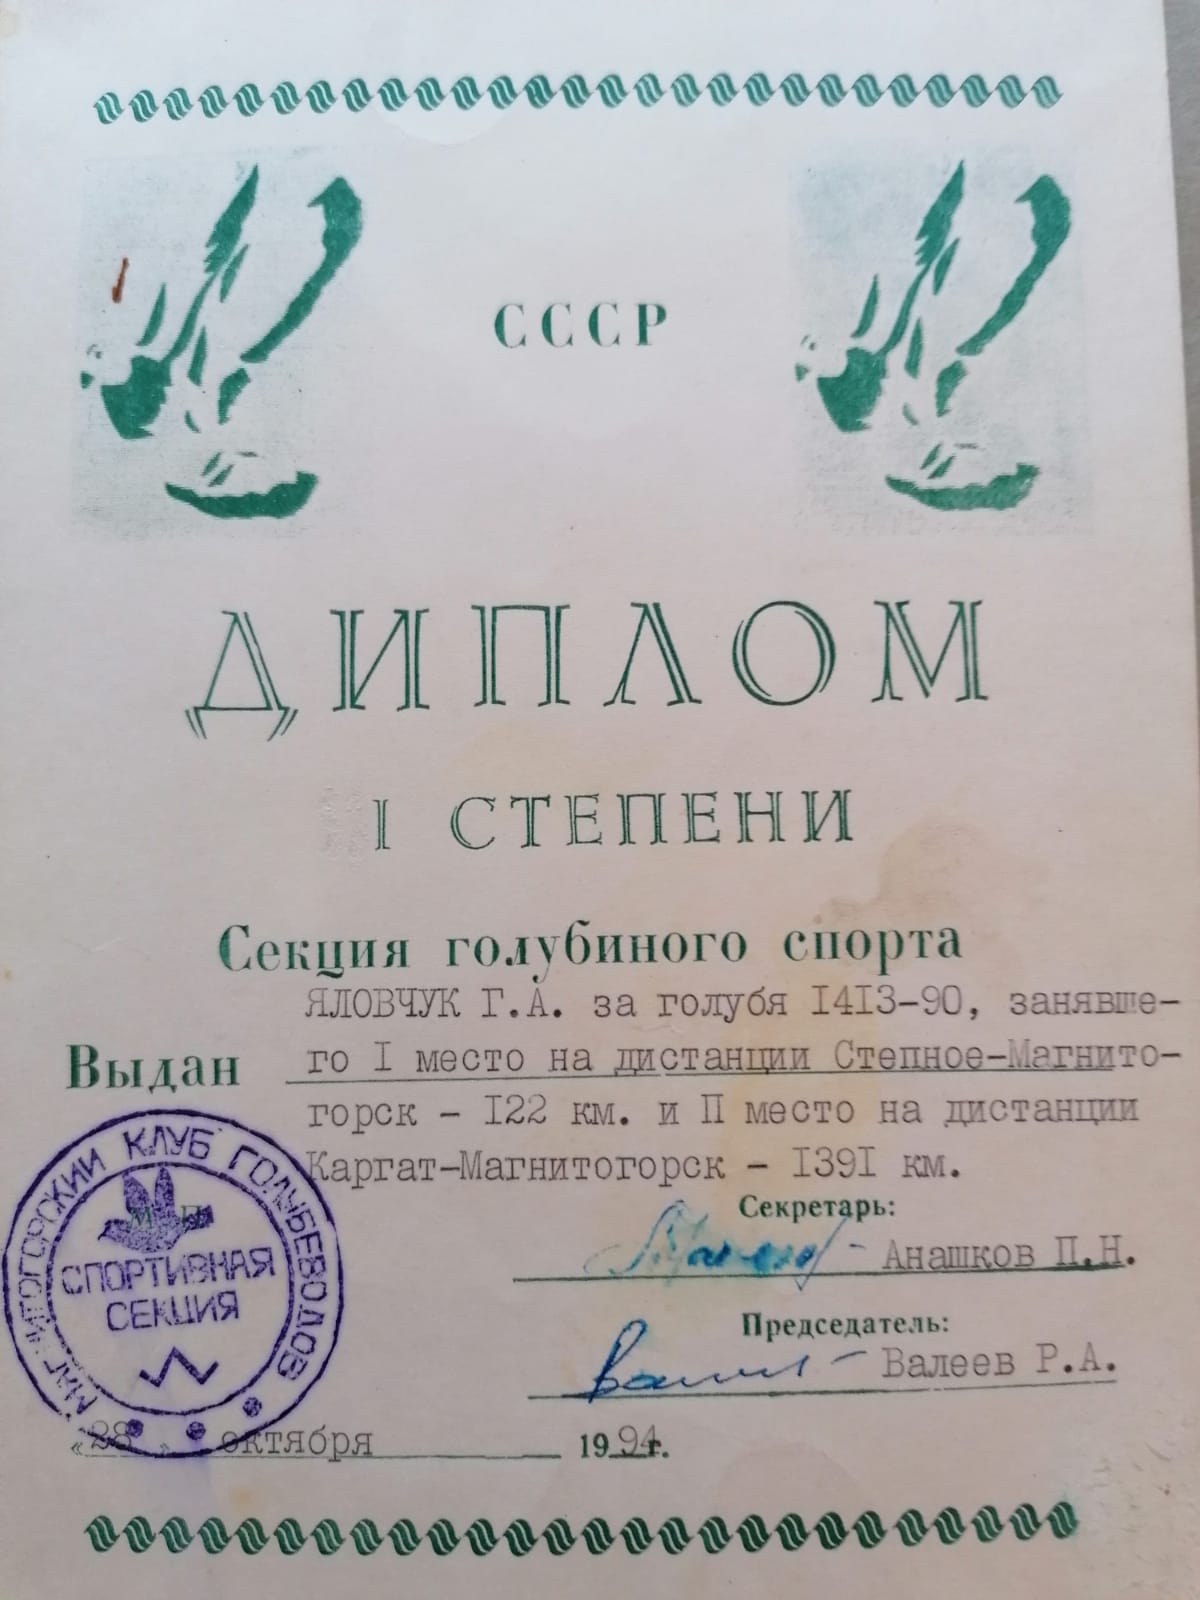 СССР
ДИПЛОМ
I СТЕПЕНИ
Секция голубиного спорта
ЯЛОВЧУК Г.А. за голубя I4I3-90, занявше-
Выдан го I место на дистанции Степное-Магнито-
горск - I22 км. и II место на дистанции
Каргат-Магнитогорск - I39I км.
МАГНИТОГОРСКИЙ КЛУБ ГОЛУБЕВОДОВ
М П
СПОРТИВНАЯ
СЕКЦИЯ
Секретарь:
Анашков П.Н.
Председатель:
Валеев Р.А.
«28» октября 1994г.